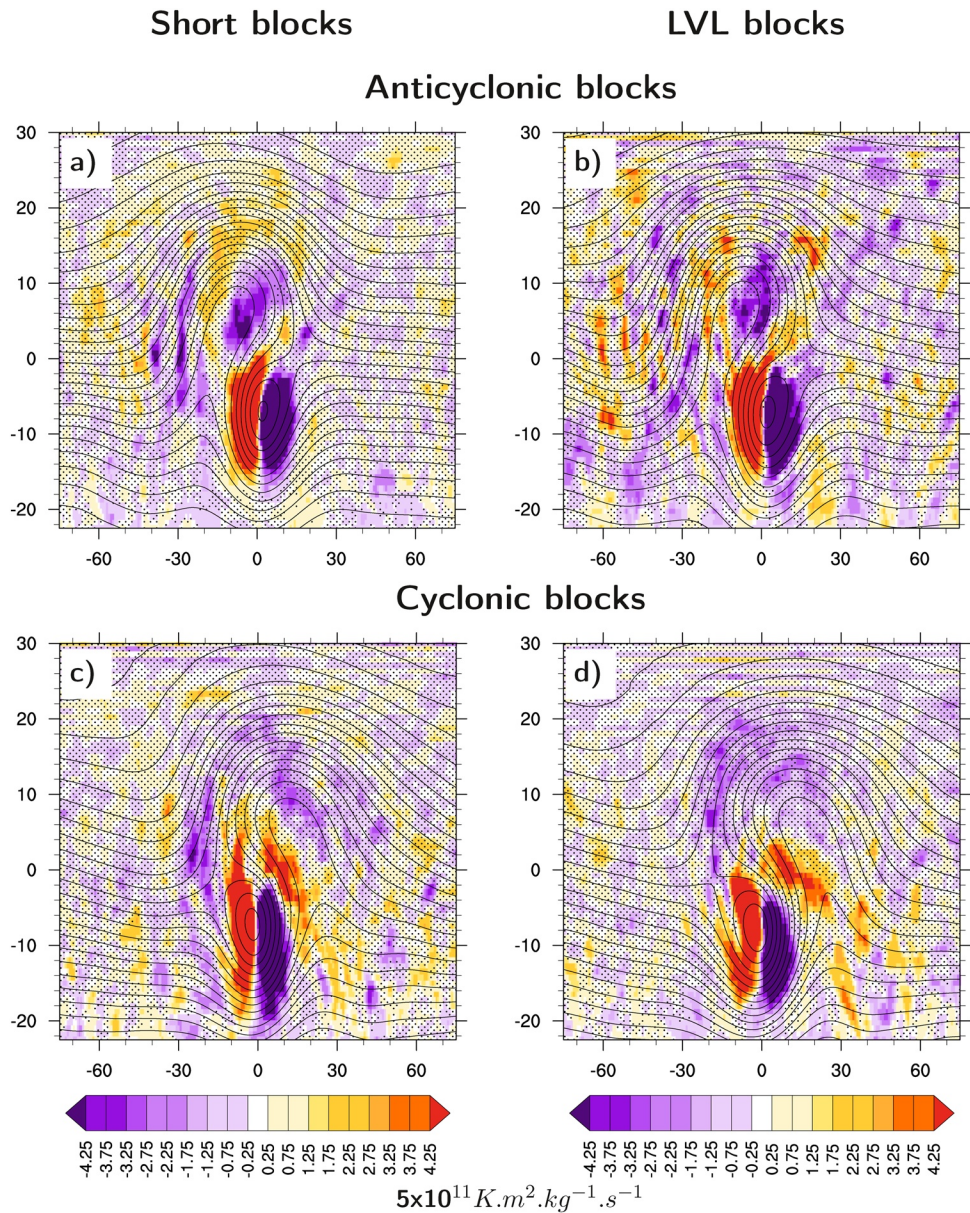 Short blocks LVL blocks
Anticyclonic blocks
a) b)
30 20 10 0 -10 -20
30 20 10 0 -10 -20
-60 -30 0 30 60 -60 -30 0 30 60
Cyclonic blocks
c) d)
30 20 10 0 -10 -20
30 20 10 0 -10 -20
-60 -30 0 30 60 -60 -30 0 30 60
-4.25 -3.75 -2.75 -2.25 -1.75 -1.25 -0.75 -0.25 0.25 0.75 1.25 1.75 2.25 2.75 3.25 3.75 4.25
-4.25 -3.75 -2.75 -2.25 -1.75 -1.25 -0.75 -0.25 0.25 0.75 1.25 1.75 2.25 2.75 3.25 3.75 4.25
5x10¹¹K.m².kg⁻¹.s⁻¹